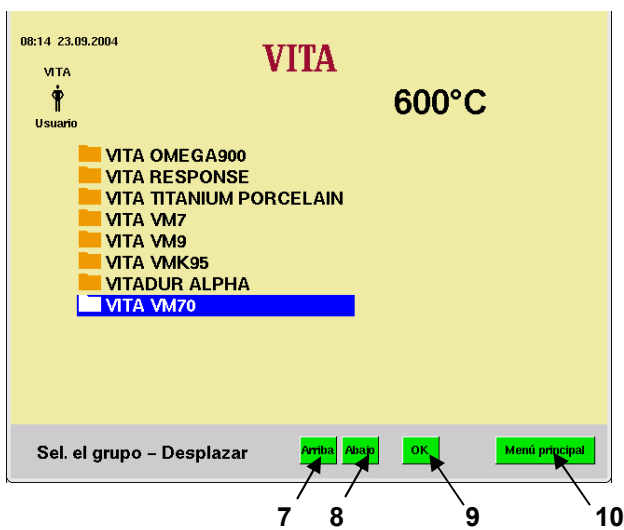 08:14 23.09.2004
VITA
VITA
600°C
Usuario
VITA OMEGA900
VITA RESPONSE
VITA TITANIUM PORCELAIN
VITA VM7
VITA VM9
VITA VMK95
VITADUR ALPHA
VITA VM70
Sel. el grupo – Desplazar Arriba Abajo OK Menú principal
7 8 9 10